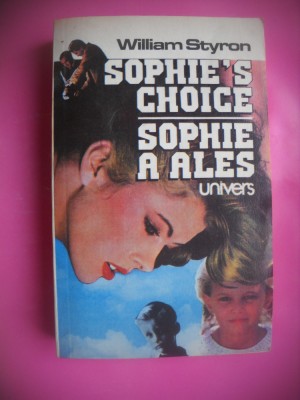 William Styron
SOPHIE'S
CHOICE
SOPHIE
A ALES
univers